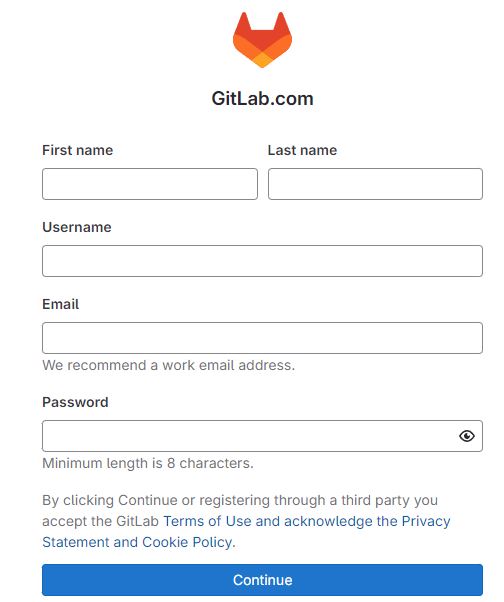 GitLab.com
First name Last name
Username
Email
We recommend a work email address.
Password
Minimum length is 8 characters.
By clicking Continue or registering through a third party you
accept the GitLab Terms of Use and acknowledge the Privacy
Statement and Cookie Policy.
Continue